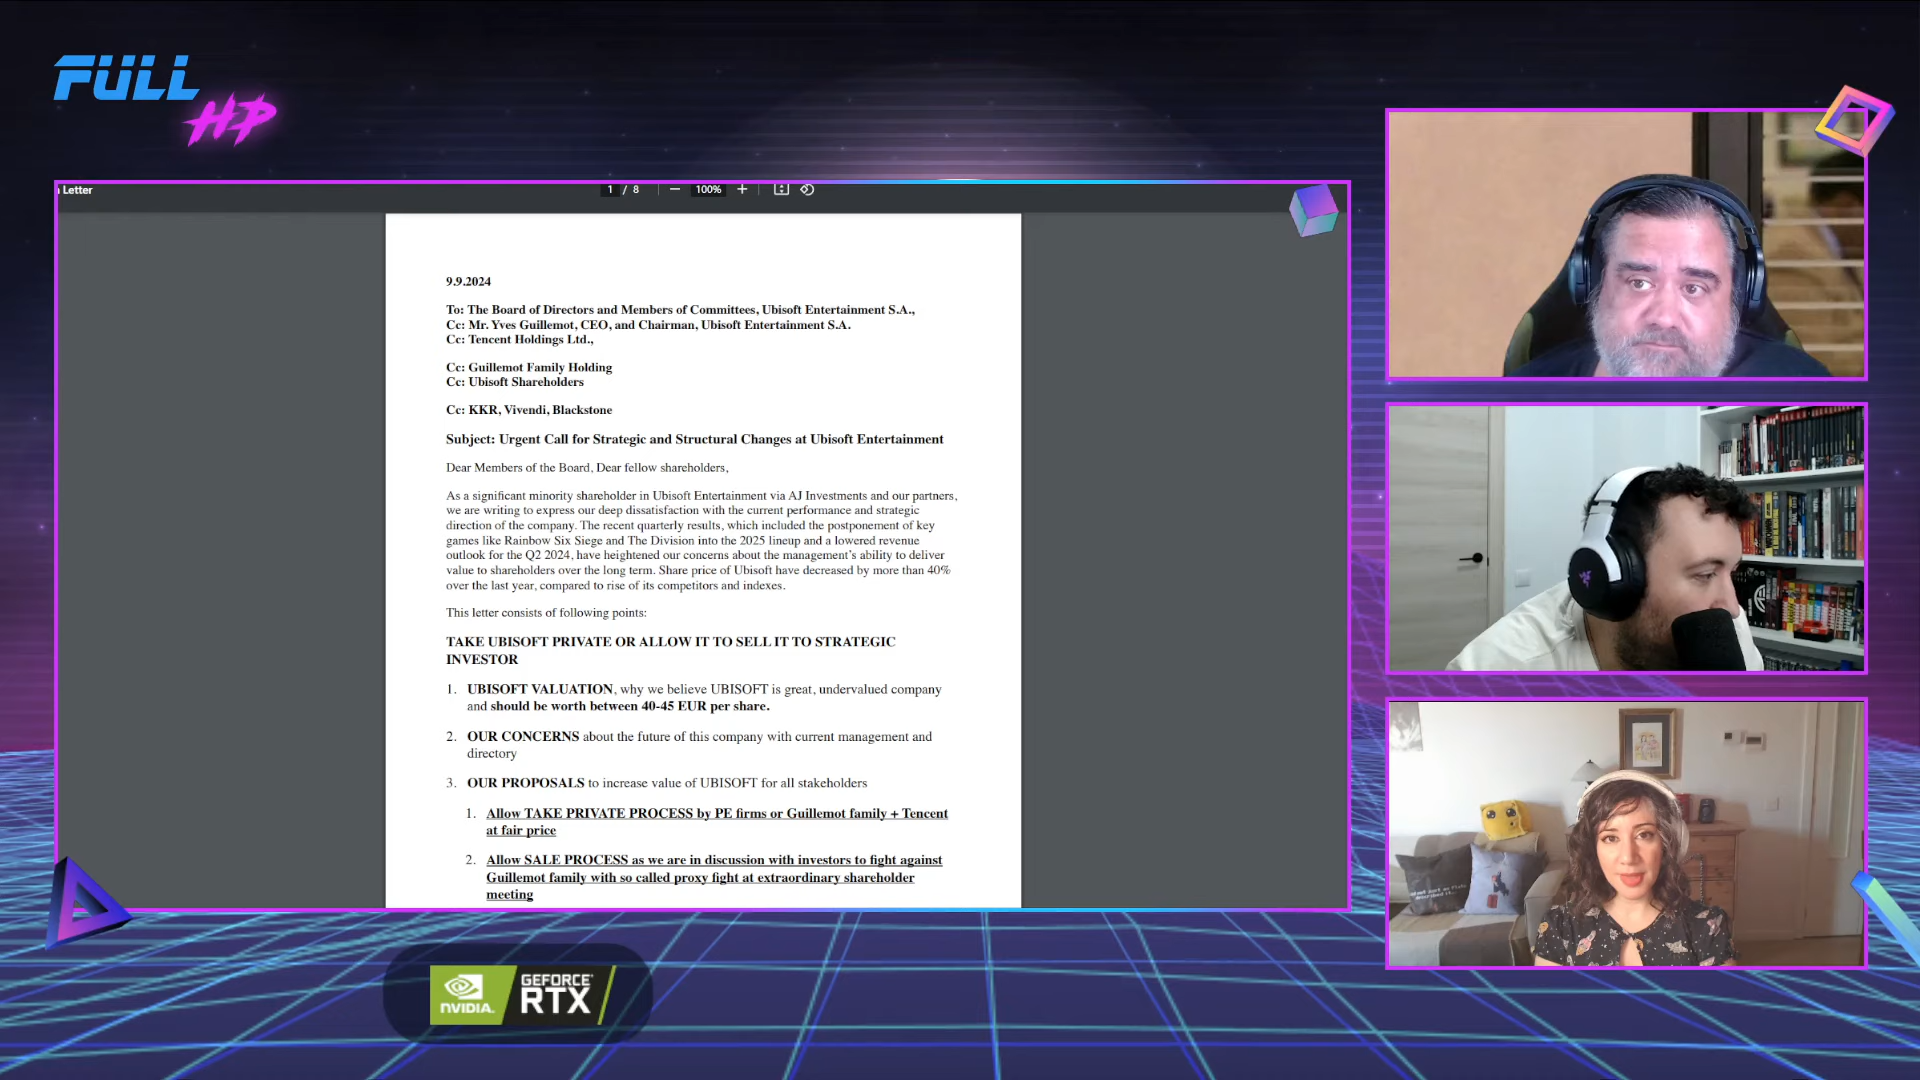 FULL
HP
Letter
1 / 8
100%
9.9.2024
To: The Board of Directors and Members of Committees, Ubisoft Entertainment S.A.,
Cc: Mr. Yves Guillemot, CEO, and Chairman, Ubisoft Entertainment S.A.
Cc: Tencent Holdings Ltd.,
Cc: Guillemot Family Holding
Cc: Ubisoft Shareholders
Cc: KKR, Vivendi, Blackstone
Subject: Urgent Call for Strategic and Structural Changes at Ubisoft Entertainment
Dear Members of the Board, Dear fellow shareholders,
As a significant minority shareholder in Ubisoft Entertainment via AJ Investments and our partners,
we are writing to express our deep dissatisfaction with the current performance and strategic
direction of the company. The recent quarterly results, which included the postponement of key
games like Rainbow Six Siege and The Division into the 2025 lineup and a lowered revenue
outlook for the Q2 2024, have heightened our concerns about the management's ability to deliver
value to shareholders over the long term. Share price of Ubisoft have decreased by more than 40%
over the last year, compared to rise of its competitors and indexes.
This letter consists of following points:
TAKE UBISOFT PRIVATE OR ALLOW IT TO SELL IT TO STRATEGIC
INVESTOR
1. UBISOFT VALUATION, why we believe UBISOFT is great, undervalued company
and should be worth between 40-45 EUR per share.
2. OUR CONCERNS about the future of this company with current management and
directory
3. OUR PROPOSALS to increase value of UBISOFT for all stakeholders
1. Allow TAKE PRIVATE PROCESS by PE firms or Guillemot family + Tencent
at fair price
2. Allow SALE PROCESS as we are in discussion with investors to fight against
Guillemot family with so called proxy fight at extraordinary shareholder
meeting
NVIDIA.
GEFORCE
RTX